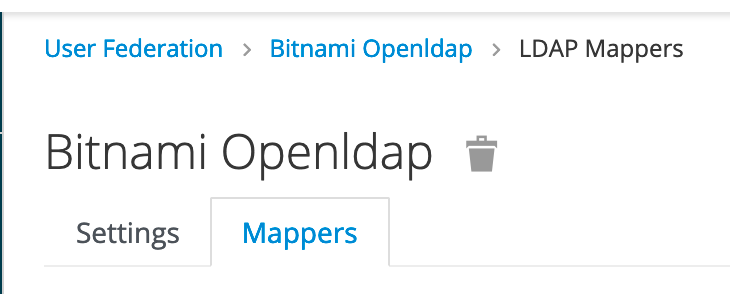 User Federation > Bitnami Openldap > LDAP Mappers
Bitnami Openldap
Settings Mappers